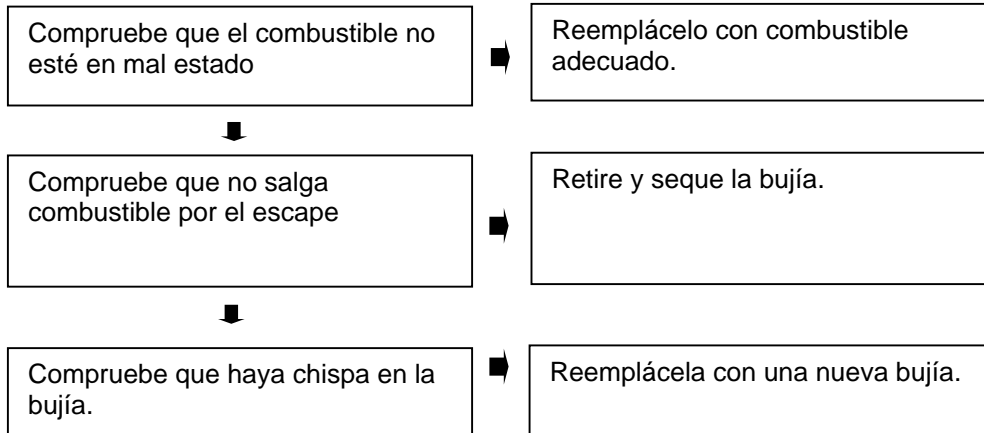 Compruebe que el combustible no
esté en mal estado
Reemplácelo con combustible
adecuado.
Compruebe que no salga
combustible por el escape
Retire y seque la bujía.
Compruebe que haya chispa en la
bujía.
Reemplácela con una nueva bujía.